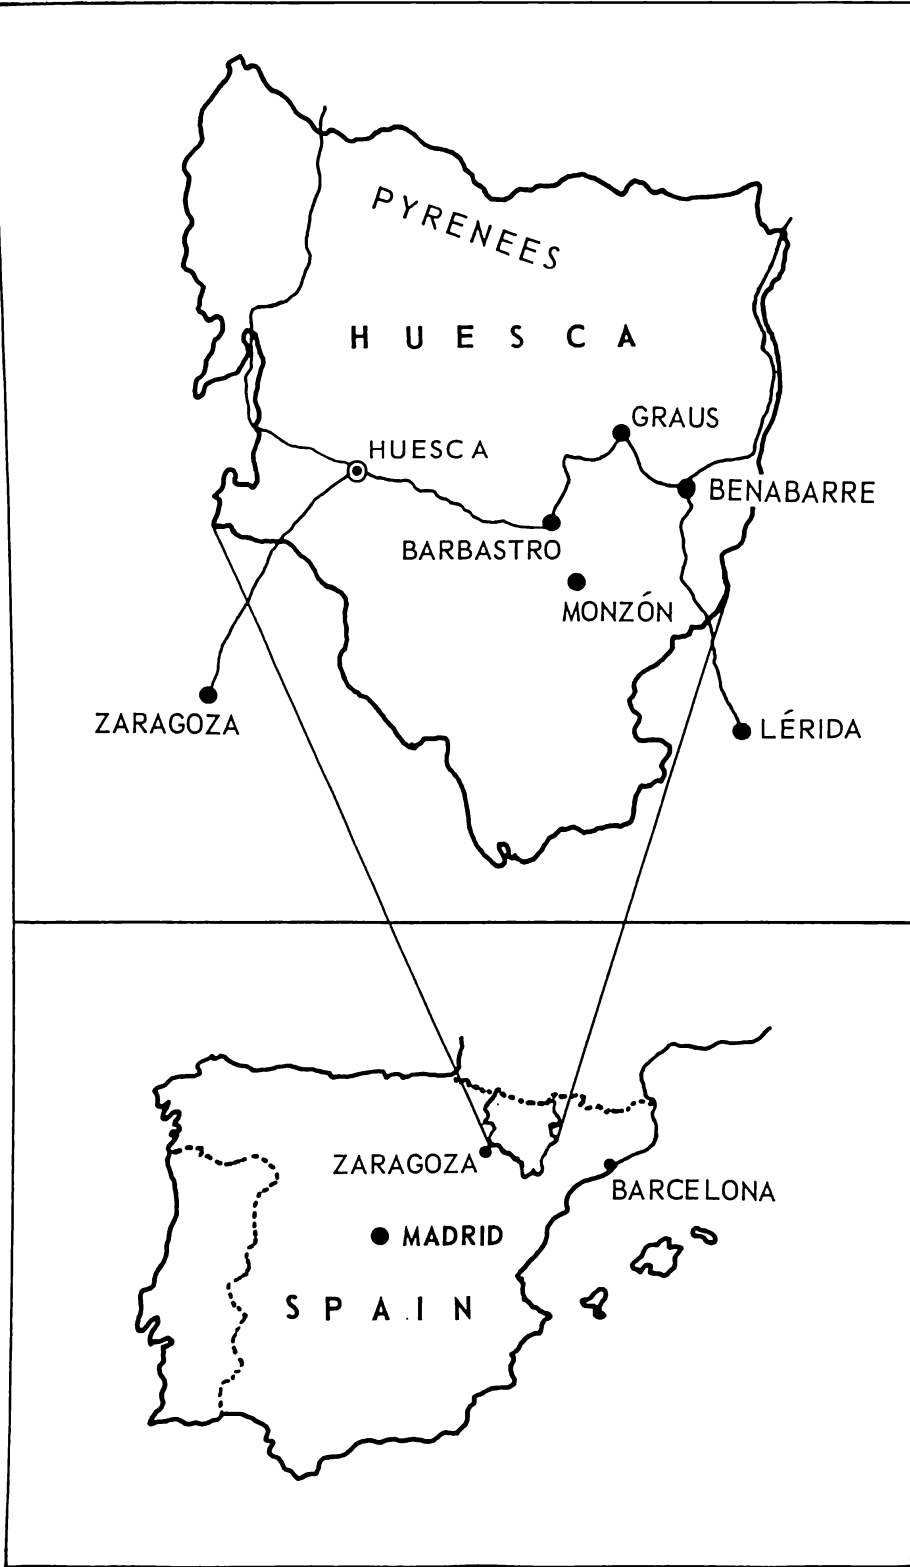 PYRENEES
HUESCA
GRAUS
HUESCA
BENABARRE
BARBASTRO
MONZÓN
ZARAGOZA
LÉRIDA
ZARAGOZA
BARCELONA
MADRID
SPAIN